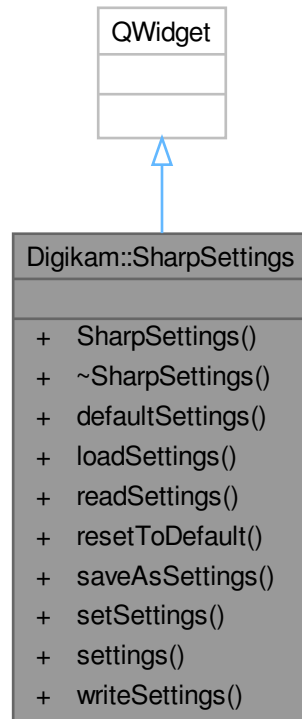 QWidget
Digikam::SharpSettings
+ SharpSettings()
+ ~SharpSettings()
+ defaultSettings()
+ loadSettings()
+ readSettings()
+ resetToDefault()
+ saveAsSettings()
+ setSettings()
+ settings()
+ writeSettings()